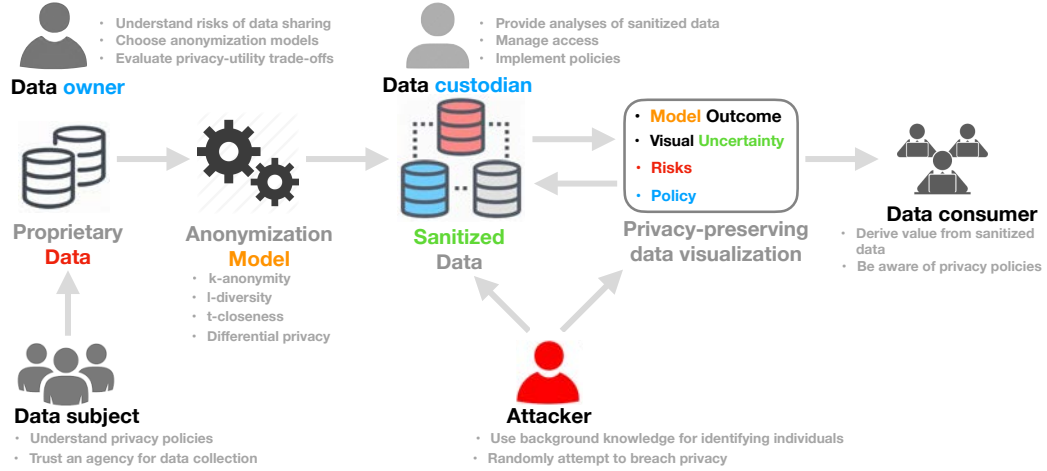 • Understand risks of data sharing
• Choose anonymization models
• Evaluate privacy-utility trade-offs
Data owner
• Provide analyses of sanitized data
• Manage access
• Implement policies
Data custodian
• Model Outcome
• Visual Uncertainty
• Risks
• Policy
Proprietary
Data
Anonymization
Model
• k-anonymity
• l-diversity
• t-closeness
• Differential privacy
Sanitized
Data
Privacy-preserving
data visualization
Data consumer
• Derive value from sanitized
data
• Be aware of privacy policies
Data subject
• Understand privacy policies
• Trust an agency for data collection
Attacker
• Use background knowledge for identifying individuals
• Randomly attempt to breach privacy